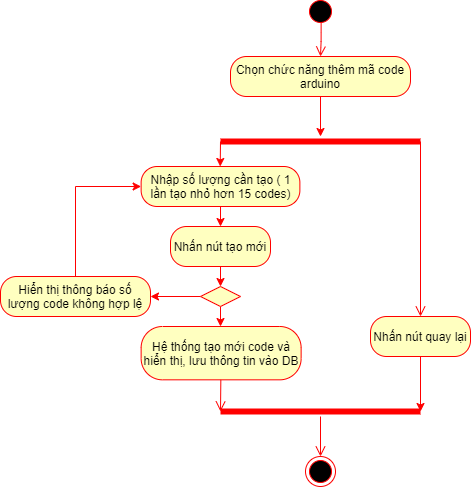 Chọn chức năng thêm mã code
arduino
Nhập số lượng cần tạo ( 1
lần tạo nhỏ hơn 15 codes)
Nhấn nút tạo mới
Hiển thị thông báo số
lượng code không hợp lệ
Hệ thống tạo mới code và
hiển thị, lưu thông tin vào DB
Nhấn nút quay lại